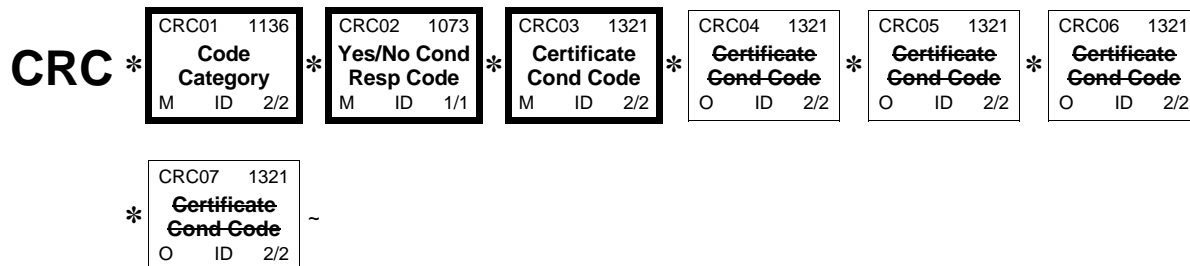 CRC * CRC01 1136 * CRC02 1073 * CRC03 1321 * CRC04 1321 * CRC05 1321 * CRC06 1321
Code Category Yes/No Cond Resp Code Certificate Cond Code Certificate Cond Code Certificate Cond Code Certificate Cond Code
M ID 2/2 M ID 1/1 M ID 2/2 O ID 2/2 O ID 2/2 O ID 2/2
* CRC07 1321 ~
Certificate
Cond Code
O ID 2/2